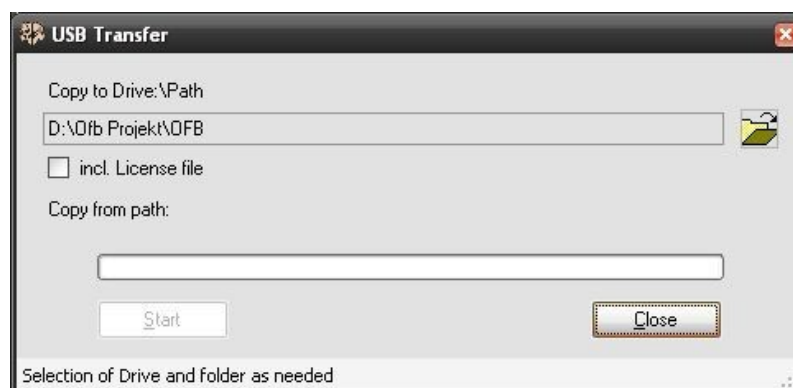 USB Transfer
Copy to Drive:\Path
D:\Ofb Projekt\OFB
incl. License file
Copy from path:
Start
Close
Selection of Drive and folder as needed